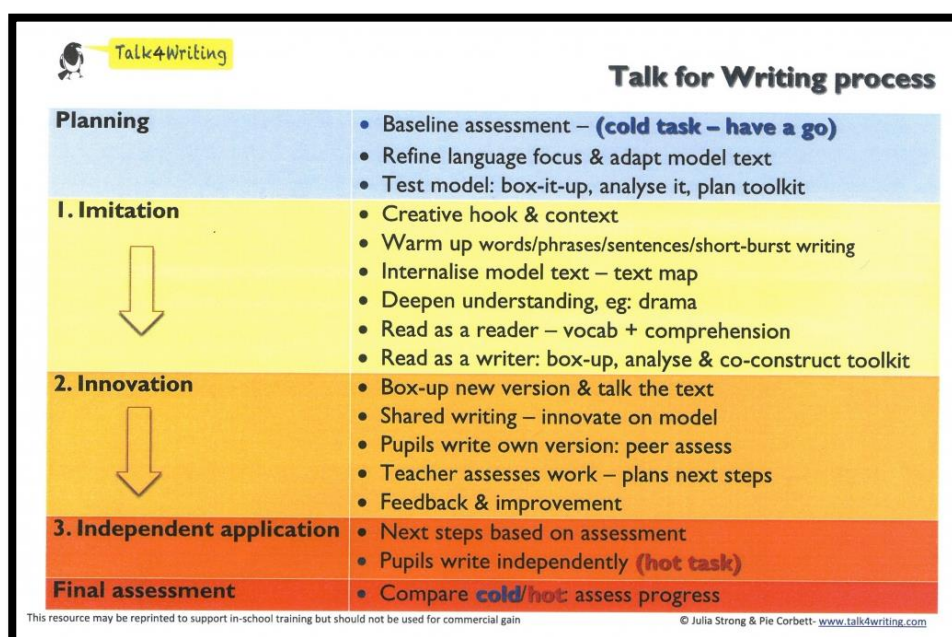 Talk4Writing
Talk for Writing process
Planning
• Baseline assessment – (cold task – have a go)
• Refine language focus & adapt model text
• Test model: box-it-up, analyse it, plan toolkit
1. Imitation
• Creative hook & context
• Warm up words/phrases/sentences/short-burst writing
• Internalise model text – text map
• Deepen understanding, eg: drama
• Read as a reader – vocab + comprehension
• Read as a writer: box-up, analyse & co-construct toolkit
2. Innovation
• Box-up new version & talk the text
• Shared writing – innovate on model
• Pupils write own version: peer assess
• Teacher assesses work – plans next steps
• Feedback & improvement
3. Independent application
• Next steps based on assessment
• Pupils write independently (hot task)
Final assessment
• Compare cold/hot: assess progress
This resource may be reprinted to support in-school training but should not be used for commercial gain
© Julia Strong & Pie Corbett- www.talk4writing.com